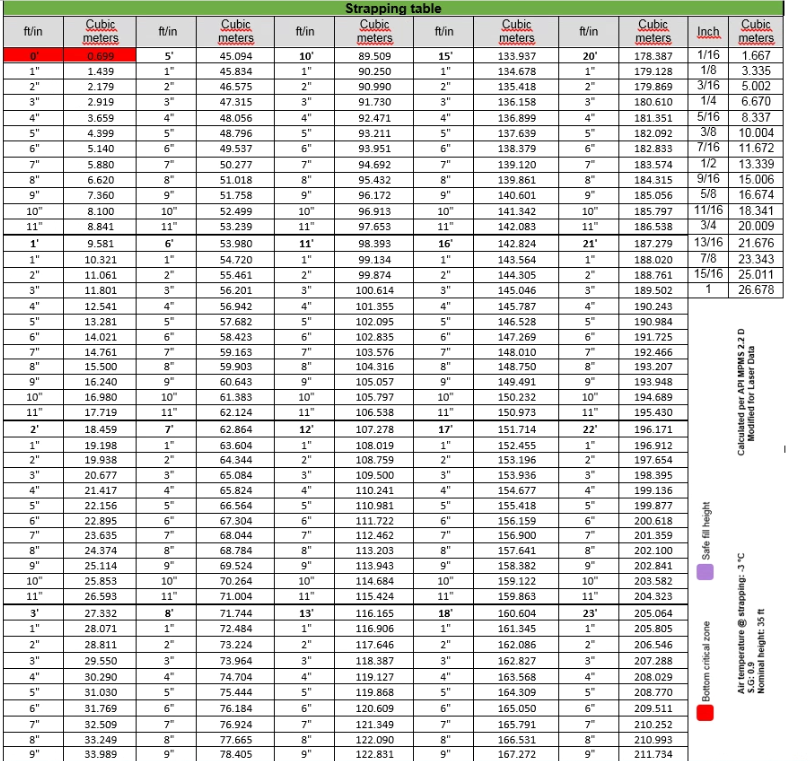 Strapping table
ft/in Cubic meters ft/in Cubic meters ft/in Cubic meters ft/in Cubic meters ft/in Cubic meters Inch Cubic meters
0' 0.699 5' 45.094 10' 89.509 15' 133.937 20' 178.387 1/16 1.667
1" 1.439 1" 45.834 1" 90.250 1" 134.678 1" 179.128 1/8 3.335
2" 2.179 2" 46.575 2" 90.990 2" 135.418 2" 179.869 3/16 5.002
3" 2.919 3" 47.315 3" 91.730 3" 136.158 3" 180.610 1/4 6.670
4" 3.659 4" 48.056 4" 92.471 4" 136.899 4" 181.351 5/16 8.337
5" 4.399 5" 48.796 5" 93.211 5" 137.639 5" 182.092 3/8 10.004
6" 5.140 6" 49.537 6" 93.951 6" 138.379 6" 182.833 7/16 11.672
7" 5.880 7" 50.277 7" 94.692 7" 139.120 7" 183.574 1/2 13.339
8" 6.620 8" 51.018 8" 95.432 8" 139.861 8" 184.315 9/16 15.006
9" 7.360 9" 51.758 9" 96.172 9" 140.601 9" 185.056 5/8 16.674
10" 8.100 10" 52.499 10" 96.913 10" 141.342 10" 185.797 11/16 18.341
11" 8.841 11" 53.239 11" 97.653 11" 142.083 11" 186.538 3/4 20.009
1' 9.581 6' 53.980 11' 98.393 16' 142.824 21' 187.279 13/16 21.676
1" 10.321 1" 54.720 1" 99.134 1" 143.564 1" 188.020 7/8 23.343
2" 11.061 2" 55.461 2" 99.874 2" 144.305 2" 188.761 15/16 25.011
3" 11.801 3" 56.201 3" 100.614 3" 145.046 3" 189.502 1 26.678
4" 12.541 4" 56.942 4" 101.355 4" 145.787 4" 190.243
5" 13.281 5" 57.682 5" 102.095 5" 146.528 5" 190.984
6" 14.021 6" 58.423 6" 102.835 6" 147.269 6" 191.725
7" 14.761 7" 59.163 7" 103.576 7" 148.010 7" 192.466
8" 15.500 8" 59.903 8" 104.316 8" 148.750 8" 193.207
9" 16.240 9" 60.643 9" 105.057 9" 149.491 9" 193.948
10" 16.980 10" 61.383 10" 105.797 10" 150.232 10" 194.689
11" 17.719 11" 62.124 11" 106.538 11" 150.973 11" 195.430
2' 18.459 7' 62.864 12' 107.278 17' 151.714 22' 196.171
1" 19.198 1" 63.604 1" 108.019 1" 152.455 1" 196.912
2" 19.938 2" 64.344 2" 108.759 2" 153.196 2" 197.654
3" 20.677 3" 65.084 3" 109.500 3" 153.936 3" 198.395
4" 21.417 4" 65.824 4" 110.241 4" 154.677 4" 199.136
5" 22.156 5" 66.564 5" 110.981 5" 155.418 5" 199.877
6" 22.895 6" 67.304 6" 111.722 6" 156.159 6" 200.618
7" 23.635 7" 68.044 7" 112.462 7" 156.900 7" 201.359
8" 24.374 8" 68.784 8" 113.203 8" 157.641 8" 202.100
9" 25.114 9" 69.524 9" 113.943 9" 158.382 9" 202.841
10" 25.853 10" 70.264 10" 114.684 10" 159.122 10" 203.582
11" 26.593 11" 71.004 11" 115.424 11" 159.863 11" 204.323
3' 27.332 8' 71.744 13' 116.165 18' 160.604 23' 205.064
1" 28.071 1" 72.484 1" 116.906 1" 161.345 1" 205.805
2" 28.811 2" 73.224 2" 117.646 2" 162.086 2" 206.546
3" 29.550 3" 73.964 3" 118.387 3" 162.827 3" 207.288
4" 30.290 4" 74.704 4" 119.127 4" 163.568 4" 208.029
5" 31.030 5" 75.444 5" 119.868 5" 164.309 5" 208.770
6" 31.769 6" 76.184 6" 120.609 6" 165.050 6" 209.511
7" 32.509 7" 76.924 7" 121.349 7" 165.791 7" 210.252
8" 33.249 8" 77.665 8" 122.090 8" 166.531 8" 210.993
9" 33.989 9" 78.405 9" 122.831 9" 167.272 9" 211.734
Calculated per API MPMS 2.2 D
Modified for Laser Data
Safe fill height
Bottom critical zone
Air temperature @ strapping: -3 °C
S.G: 0.9
Nominal height: 35 ft